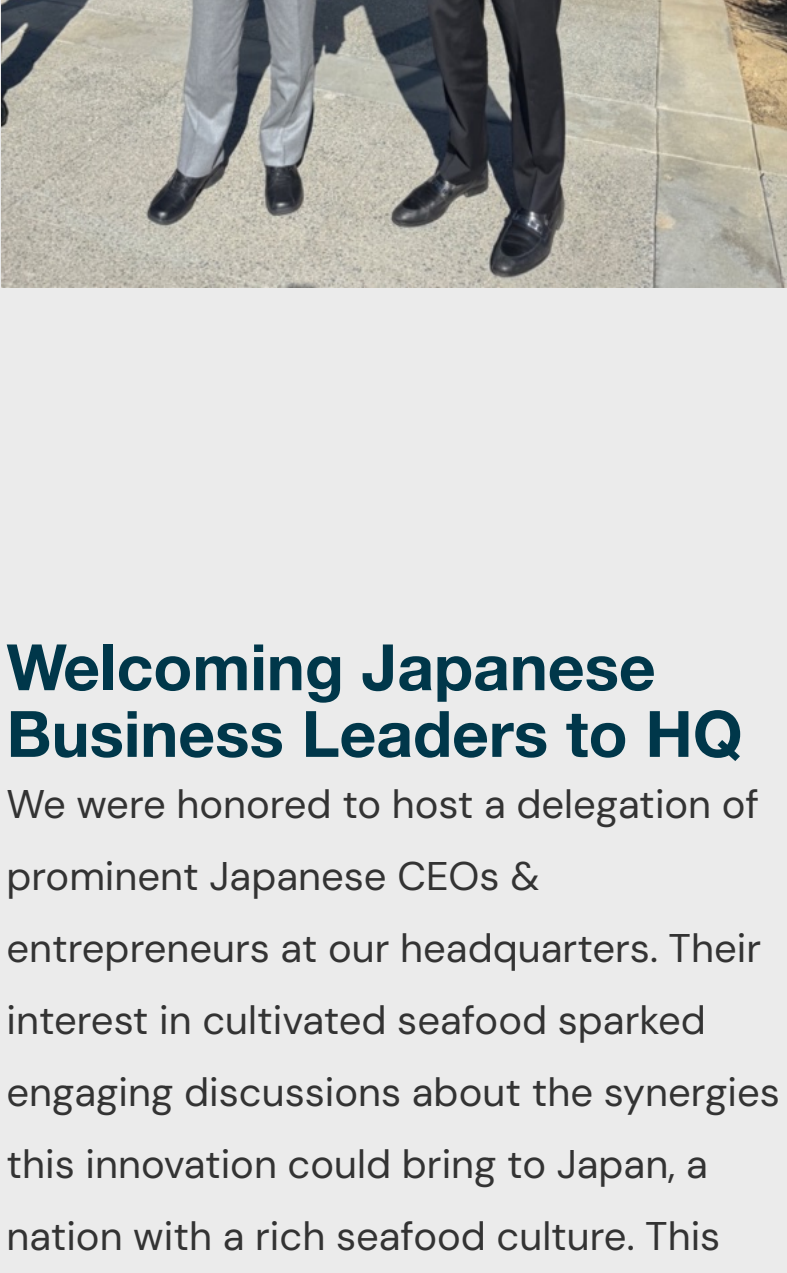 Welcoming Japanese
Business Leaders to HQ
We were honored to host a delegation of
prominent Japanese CEOs &
entrepreneurs at our headquarters. Their
interest in cultivated seafood sparked
engaging discussions about the synergies
this innovation could bring to Japan, a
nation with a rich seafood culture. This